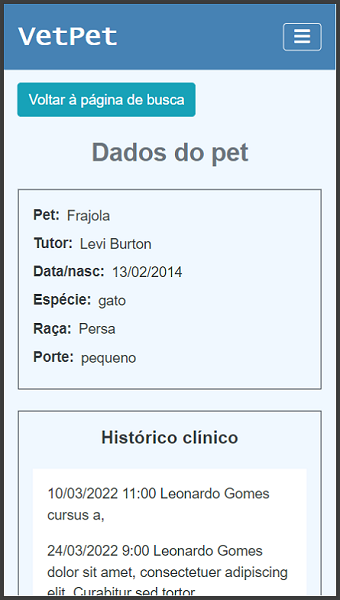 VetPet
Voltar à página de busca
Dados do pet
Pet: Frajola
Tutor: Levi Burton
Data/nasc: 13/02/2014
Espécie: gato
Raça: Persa
Porte: pequeno
Histórico clínico
10/03/2022 11:00 Leonardo Gomes
cursus a,
24/03/2022 9:00 Leonardo Gomes
dolor sit amet, consectetuer adipiscing
elit. Curabitur sed tortor.